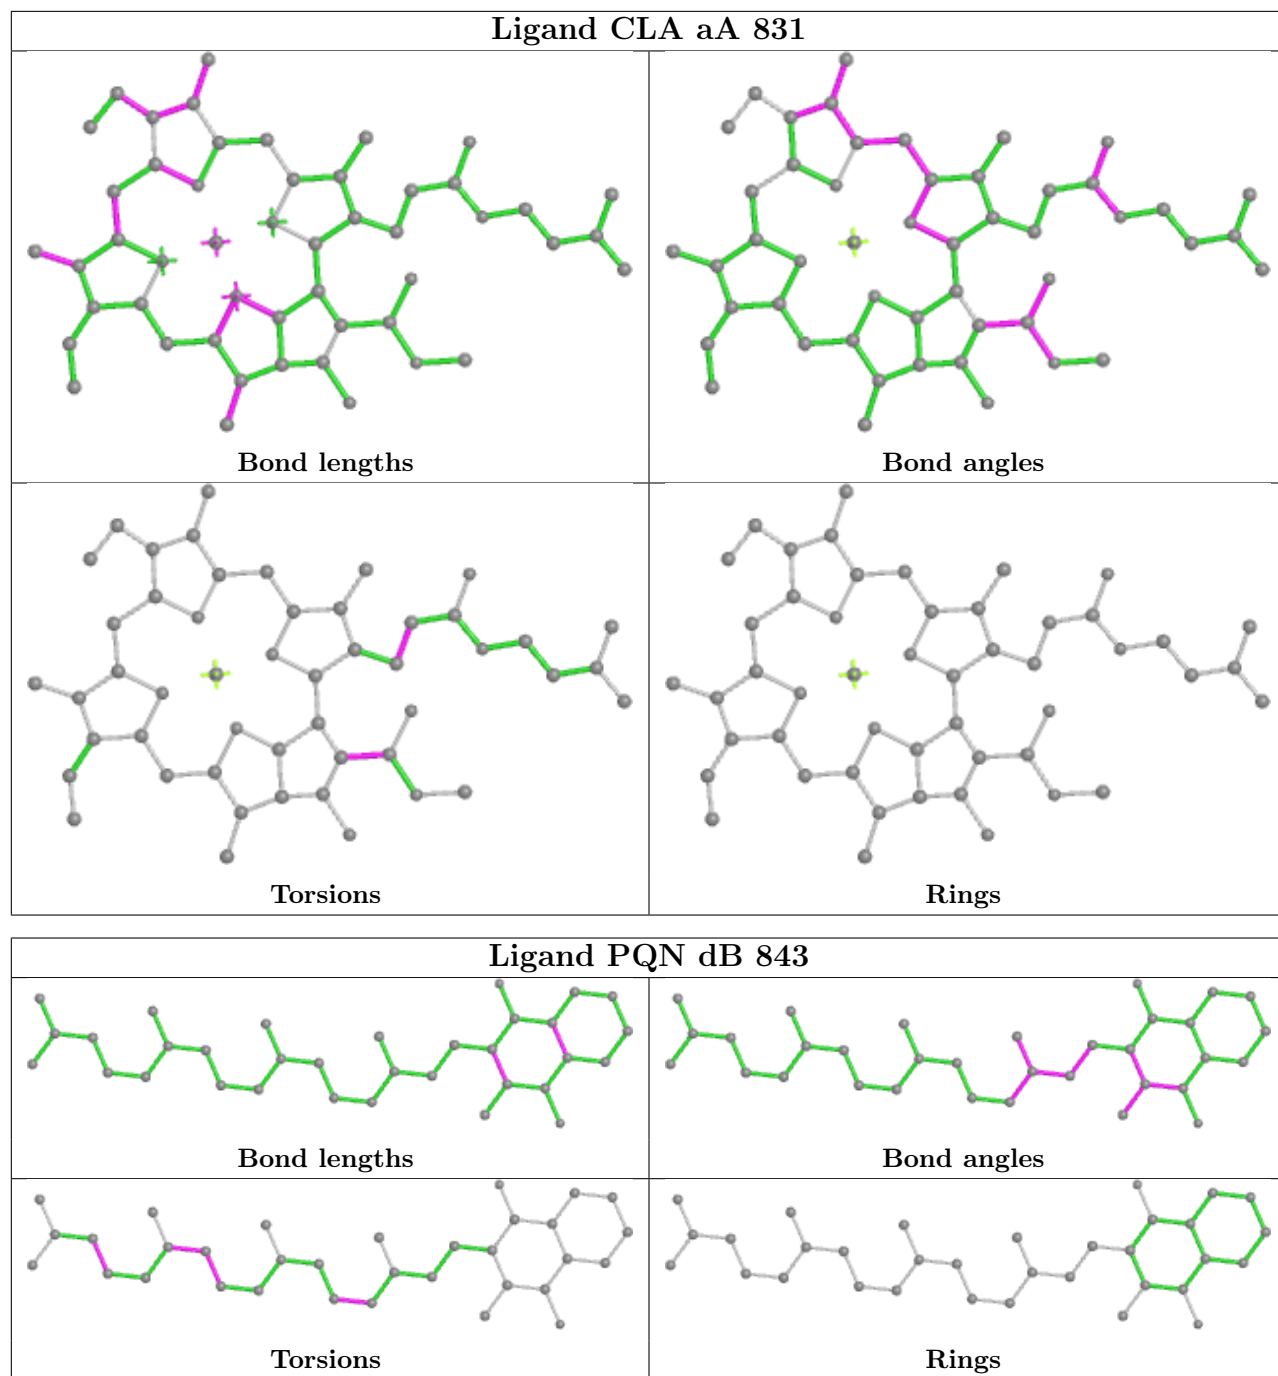 Ligand CLA aA 831
Bond lengths
Bond angles
Torsions
Rings
Ligand PQN dB 843
Bond lengths
Bond angles
Torsions
Rings